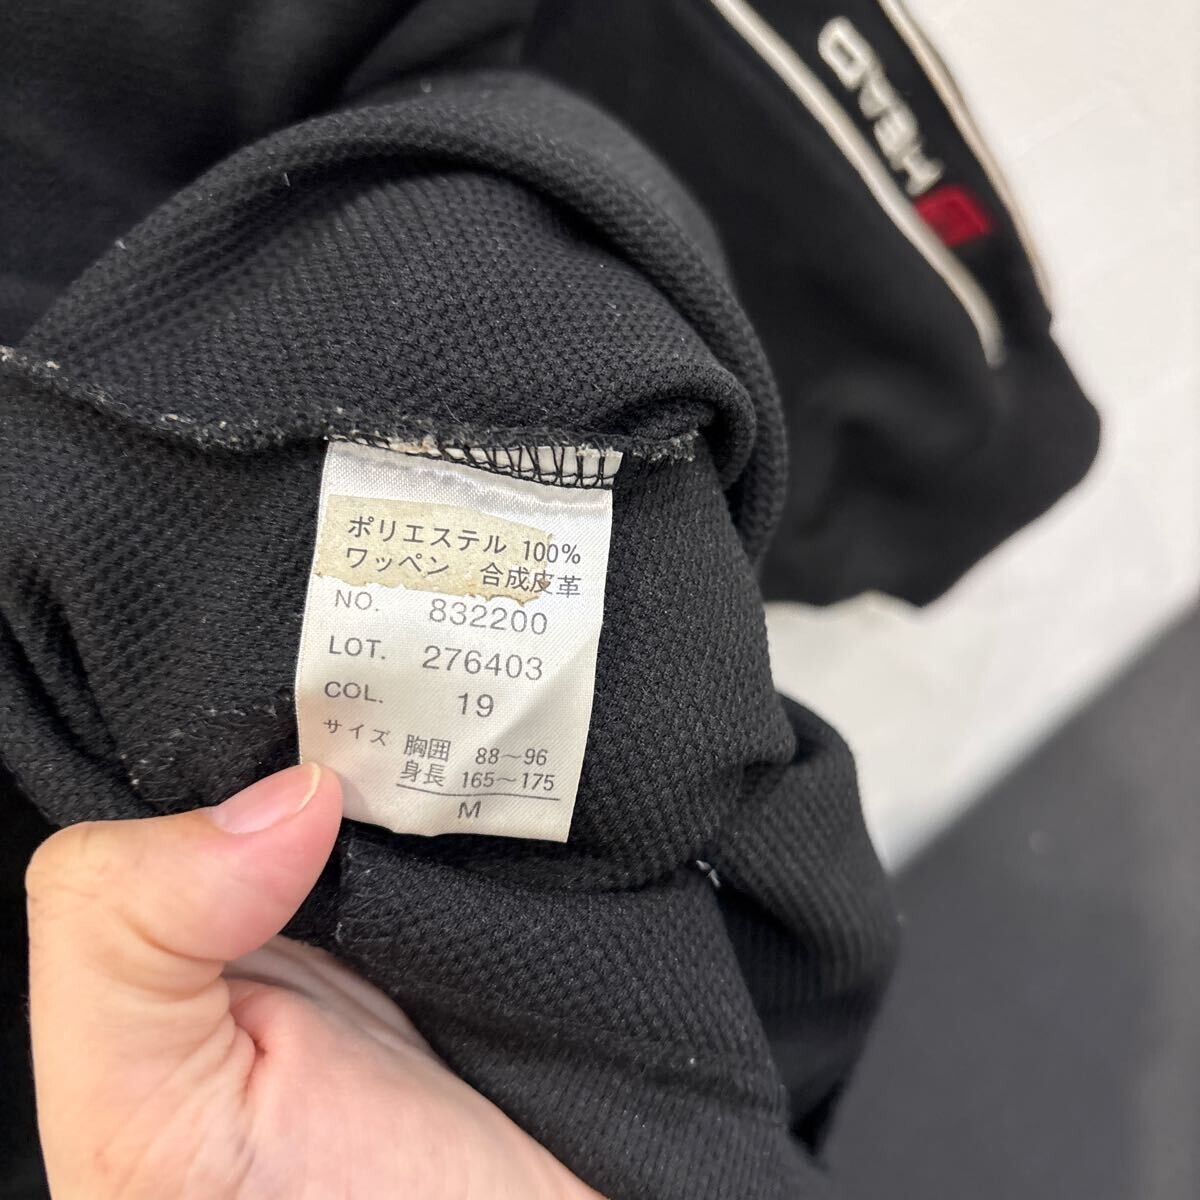 HEAD
ポリエステル 100%
ワッペン 合成皮革
NO. 832200
LOT. 276403
COL. 19
サイズ 胸囲 88〜96
身長 165〜175
M